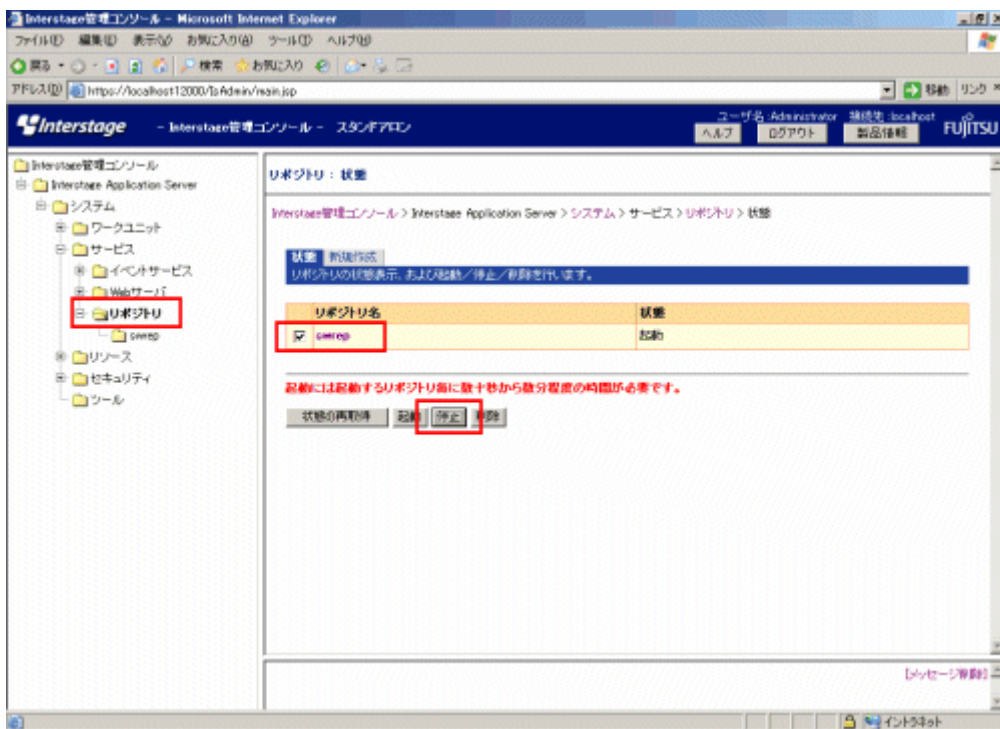 Interstage管理コンソール - Microsoft Internet Explorer
ファイル(F) 編集(E) 表示(V) お気に入り(A) ツール(T) ヘルプ(H)
戻る 検索 お気に入り
アドレス(D) https://localhost:12000/IsAdmin/main.jsp 移動 リンク
Interstage - Interstage管理コンソール - スタンドアロン
ユーザ名:Administrator 接続先:localhost
ヘルプ ログアウト 製品情報 FUJITSU
Interstage管理コンソール
Interstage Application Server
システム
ワークユニット
サービス
イベントサービス
Webサーバ
リポジトリ
リソース
セキュリティ
ツール
リポジトリ : 状態
Interstage管理コンソール > Interstage Application Server > システム > サービス > リポジトリ > 状態
状態 新規作成
リポジトリの状態表示、および起動/停止/削除を行います。
リポジトリ名 状態
起動
起動には起動するリポジトリ毎に数十秒から数分程度の時間が必要です。
状態の再取得 起動 停止 削除
[メッセージ
イントラネット